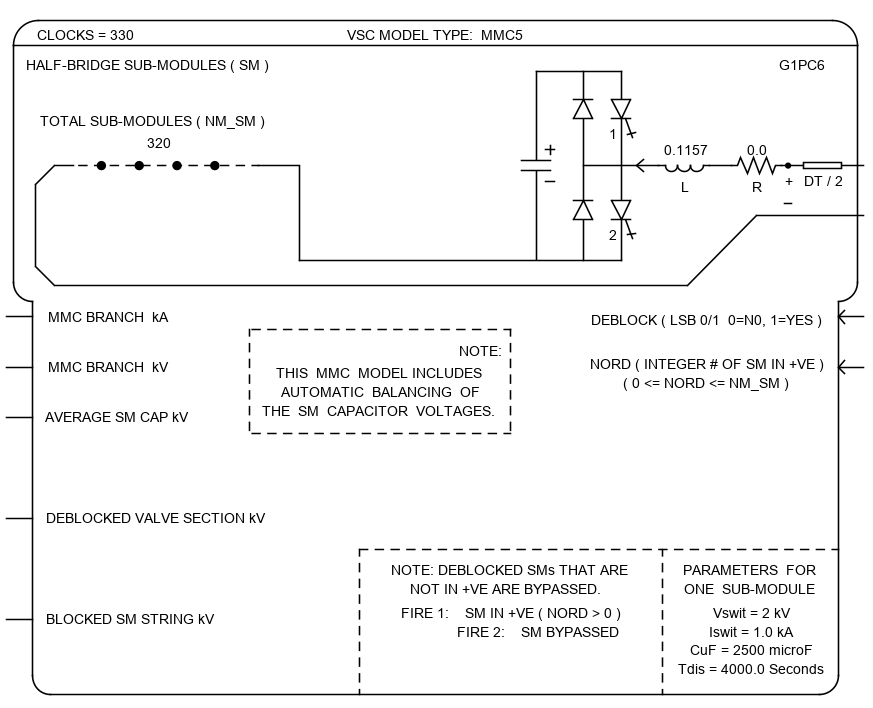 CLOCKS = 330
VSC MODEL TYPE: MMC5
HALF-BRIDGE SUB-MODULES ( SM )
G1PC6
TOTAL SUB-MODULES ( NM_SM )
320
1
+
−
0.1157
0.0
L
R
+
DT / 2
−
2
MMC BRANCH kA
MMC BRANCH kV
AVERAGE SM CAP kV
DEBLOCKED VALVE SECTION kV
BLOCKED SM STRING kV
NOTE:
THIS MMC MODEL INCLUDES
AUTOMATIC BALANCING OF
THE SM CAPACITOR VOLTAGES.
DEBLOCK ( LSB 0/1 0=N0, 1=YES )
NORD ( INTEGER # OF SM IN +VE )
( 0 <= NORD <= NM_SM )
NOTE: DEBLOCKED SMs THAT ARE
NOT IN +VE ARE BYPASSED.
FIRE 1: SM IN +VE ( NORD > 0 )
FIRE 2: SM BYPASSED
PARAMETERS FOR
ONE SUB-MODULE
Vswit = 2 kV
Iswit = 1.0 kA
CuF = 2500 microF
Tdis = 4000.0 Seconds